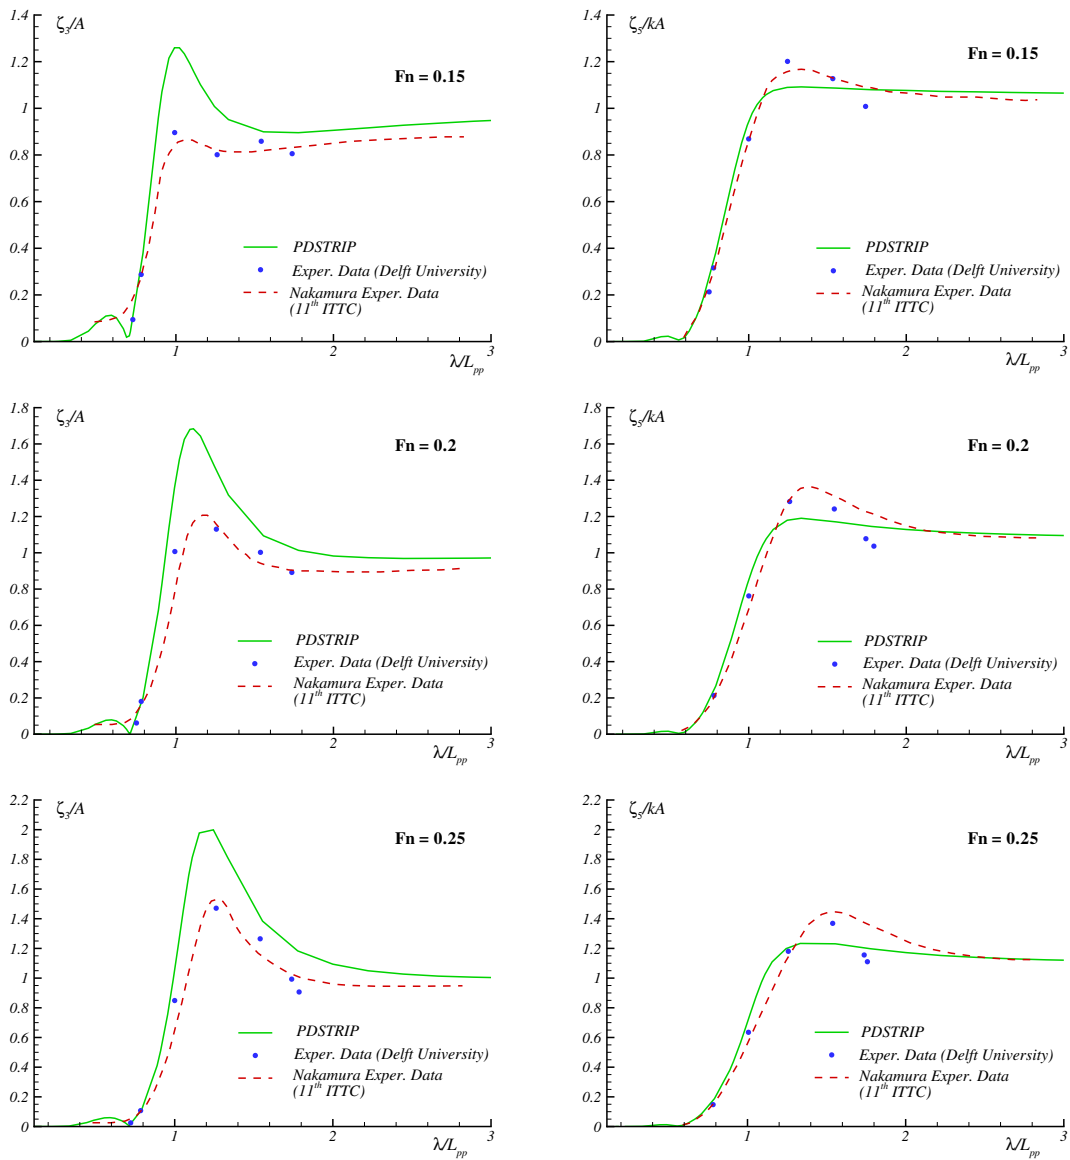 ζ3/A
Fn = 0.15
1.4
1.2
1
0.8
0.6
0.4
0.2
0
PDSTRIP
Exper. Data (Delft University)
Nakamura Exper. Data
(11th ITTC)
1 2 3
λ/Lpp
ζ5/kA
Fn = 0.15
1.4
1.2
1
0.8
0.6
0.4
0.2
0
PDSTRIP
Exper. Data (Delft University)
Nakamura Exper. Data
(11th ITTC)
1 2 3
λ/Lpp
ζ3/A
Fn = 0.2
1.8
1.6
1.4
1.2
1
0.8
0.6
0.4
0.2
0
PDSTRIP
Exper. Data (Delft University)
Nakamura Exper. Data
(11th ITTC)
1 2 3
λ/Lpp
ζ5/kA
Fn = 0.2
1.8
1.6
1.4
1.2
1
0.8
0.6
0.4
0.2
0
PDSTRIP
Exper. Data (Delft University)
Nakamura Exper. Data
(11th ITTC)
1 2 3
λ/Lpp
ζ3/A
Fn = 0.25
2.2
2
1.8
1.6
1.4
1.2
1
0.8
0.6
0.4
0.2
0
PDSTRIP
Exper. Data (Delft University)
Nakamura Exper. Data
(11th ITTC)
1 2 3
λ/Lpp
ζ5/kA
Fn = 0.25
2.2
2
1.8
1.6
1.4
1.2
1
0.8
0.6
0.4
0.2
0
PDSTRIP
Exper. Data (Delft University)
Nakamura Exper. Data
(11th ITTC)
1 2 3
λ/Lpp